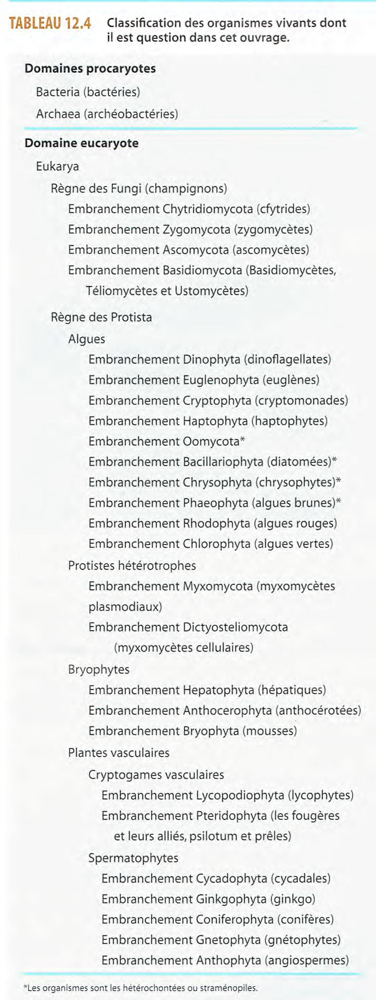 TABLEAU 12.4 Classification des organismes vivants dont
il est question dans cet ouvrage.
Domaines procaryotes
Bacteria (bactéries)
Archaea (archéobactéries)
Domaine eucaryote
Eukarya
Règne des Fungi (champignons)
Embranchement Chytridiomycota (cfytrides)
Embranchement Zygomycota (zygomycètes)
Embranchement Ascomycota (ascomycètes)
Embranchement Basidiomycota (Basidiomycètes,
Téliomycètes et Ustomycètes)
Règne des Protista
Algues
Embranchement Dinophyta (dinoflagellates)
Embranchement Euglenophyta (euglènes)
Embranchement Cryptophyta (cryptomonades)
Embranchement Haptophyta (haptophytes)
Embranchement Oomycota*
Embranchement Bacillariophyta (diatomées)*
Embranchement Chrysophyta (chrysophytes)*
Embranchement Phaeophyta (algues brunes)*
Embranchement Rhodophyta (algues rouges)
Embranchement Chlorophyta (algues vertes)
Protistes hétérotrophes
Embranchement Myxomycota (myxomycètes
plasmodiaux)
Embranchement Dictyosteliomycota
(myxomycètes cellulaires)
Bryophytes
Embranchement Hepatophyta (hépatiques)
Embranchement Anthocerophyta (anthocérotées)
Embranchement Bryophyta (mousses)
Plantes vasculaires
Cryptogames vasculaires
Embranchement Lycopodiophyta (lycophytes)
Embranchement Pteridophyta (les fougères
et leurs alliés, psilotum et prêles)
Spermatophytes
Embranchement Cycadophyta (cycadales)
Embranchement Ginkgophyta (ginkgo)
Embranchement Coniferophyta (conifères)
Embranchement Gnetophyta (gnétophytes)
Embranchement Anthophyta (angiospermes)
*Les organismes sont les hétérochontées ou straménopiles.